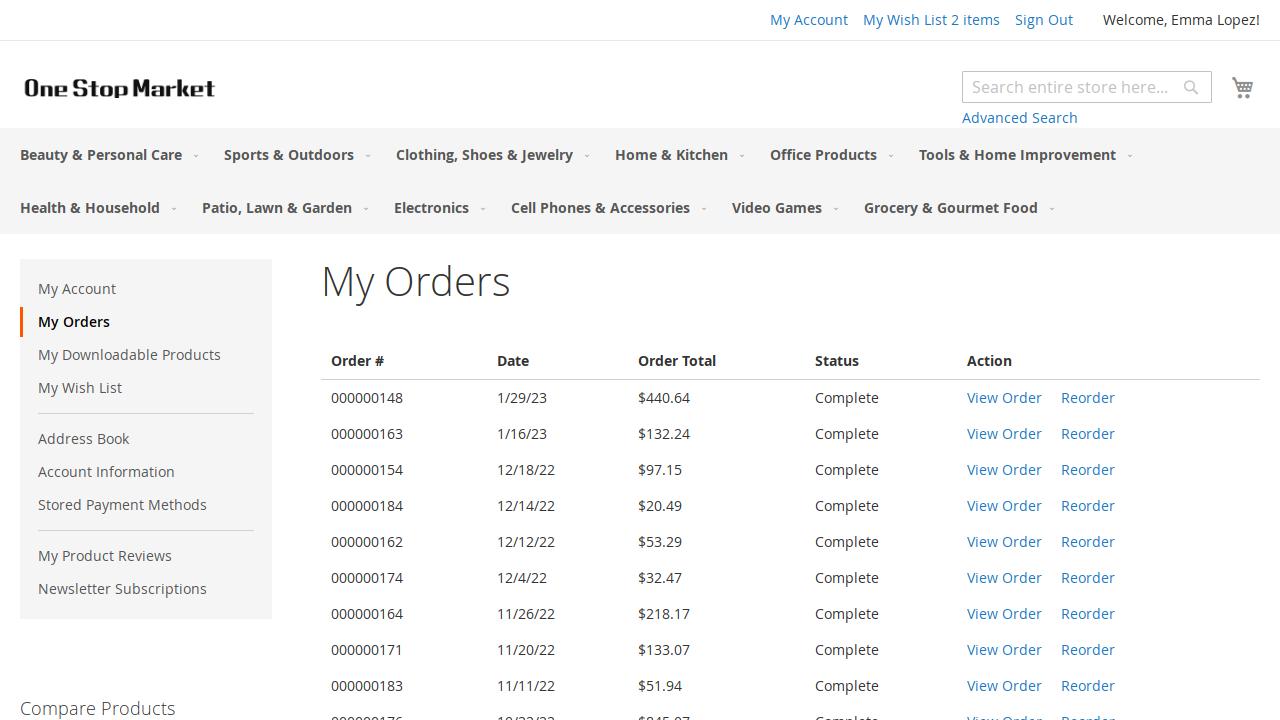 My Account My Wish List 2 items Sign Out Welcome, Emma Lopez!
One Stop Market
Search entire store here...
Advanced Search
Beauty & Personal Care Sports & Outdoors Clothing, Shoes & Jewelry Home & Kitchen Office Products Tools & Home Improvement
Health & Household Patio, Lawn & Garden Electronics Cell Phones & Accessories Video Games Grocery & Gourmet Food
My Account
My Orders
My Downloadable Products
My Wish List
Address Book
Account Information
Stored Payment Methods
My Product Reviews
Newsletter Subscriptions
Compare Products
My Orders
Order # Date Order Total Status Action
000000148 1/29/23 $440.64 Complete View Order Reorder
000000163 1/16/23 $132.24 Complete View Order Reorder
000000154 12/18/22 $97.15 Complete View Order Reorder
000000184 12/14/22 $20.49 Complete View Order Reorder
000000162 12/12/22 $53.29 Complete View Order Reorder
000000174 12/4/22 $32.47 Complete View Order Reorder
000000164 11/26/22 $218.17 Complete View Order Reorder
000000171 11/20/22 $133.07 Complete View Order Reorder
000000183 11/11/22 $51.94 Complete View Order Reorder